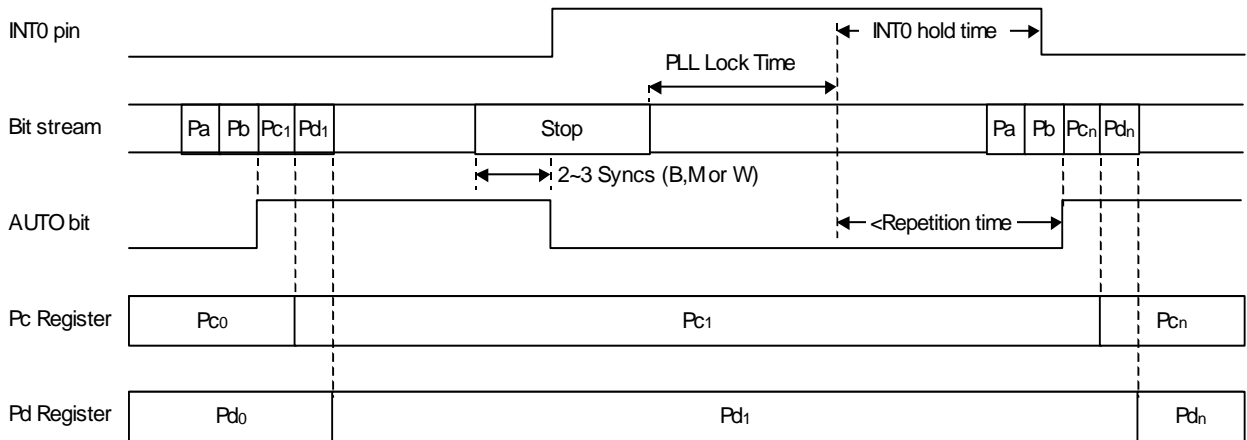 INT0 pin
INT0 hold time
PLL Lock Time
Bit stream
Pa Pb Pc1 Pd1 Stop Pa Pb Pcn Pdn
2~3 Syncs (B,M or W)
AUTO bit
<Repetition time
Pc Register Pc0 Pc1 Pcn
Pd Register Pd0 Pd1 Pdn